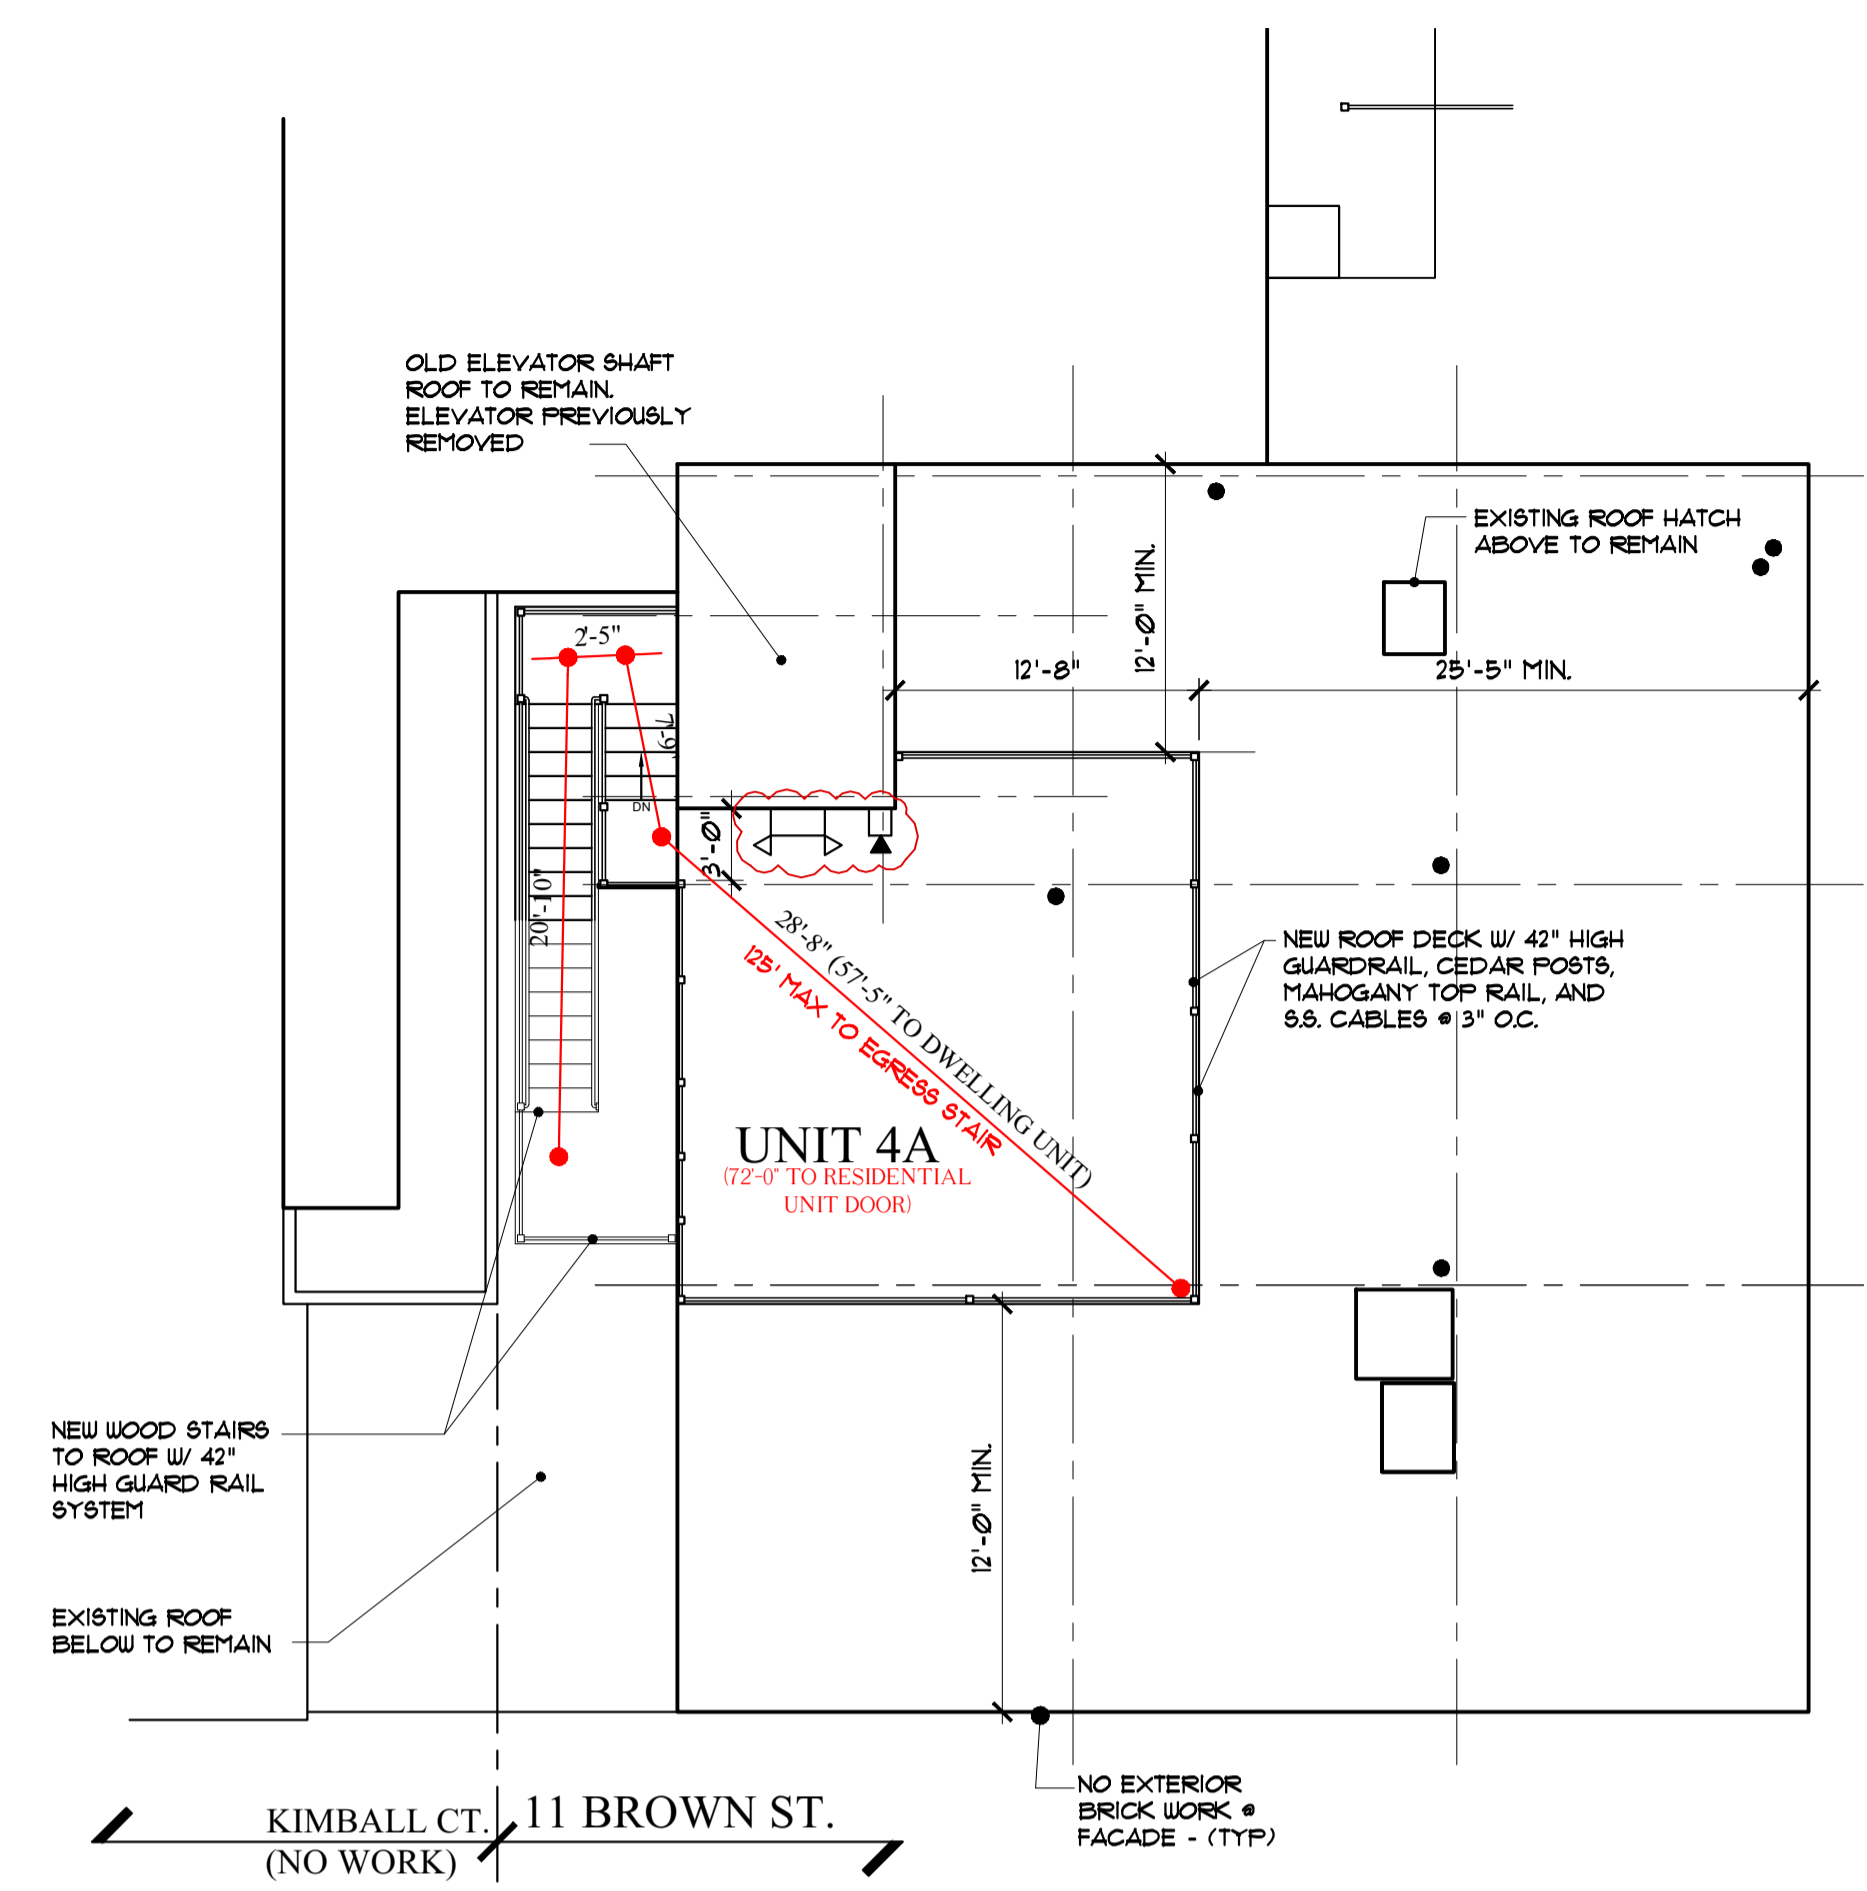 OLD ELEVATOR SHAFT
ROOF TO REMAIN.
ELEVATOR PREVIOUSLY
REMOVED
EXISTING ROOF HATCH
ABOVE TO REMAIN
12'-0" MIN.
12'-8"
25'-5" MIN.
2'-5"
7'-9"
DN
3'-0"
20'-10"
28'-8" (57'-5" TO DWELLING UNIT)
125' MAX TO EGRESS STAIR
NEW ROOF DECK W/ 42" HIGH
GUARDRAIL, CEDAR POSTS,
MAHOGANY TOP RAIL, AND
S.S. CABLES @ 3" O.C.
UNIT 4A
(72'-0" TO RESIDENTIAL
UNIT DOOR)
NEW WOOD STAIRS
TO ROOF W/ 42"
HIGH GUARD RAIL
SYSTEM
12'-0" MIN.
EXISTING ROOF
BELOW TO REMAIN
NO EXTERIOR
BRICK WORK @
FACADE - (TYP)
KIMBALL CT.
(NO WORK)
11 BROWN ST.